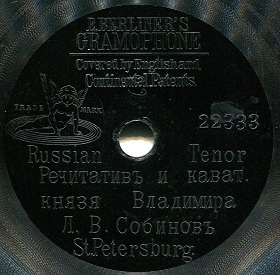 E. BERLINER'S
GRAMOPHONE
Covered by English and
Continental Patents
TRADE MARK
22333
Russian Tenor
Речитативъ и кават.
князя Владимира
Л. В. Собиновъ
St. Petersburg.